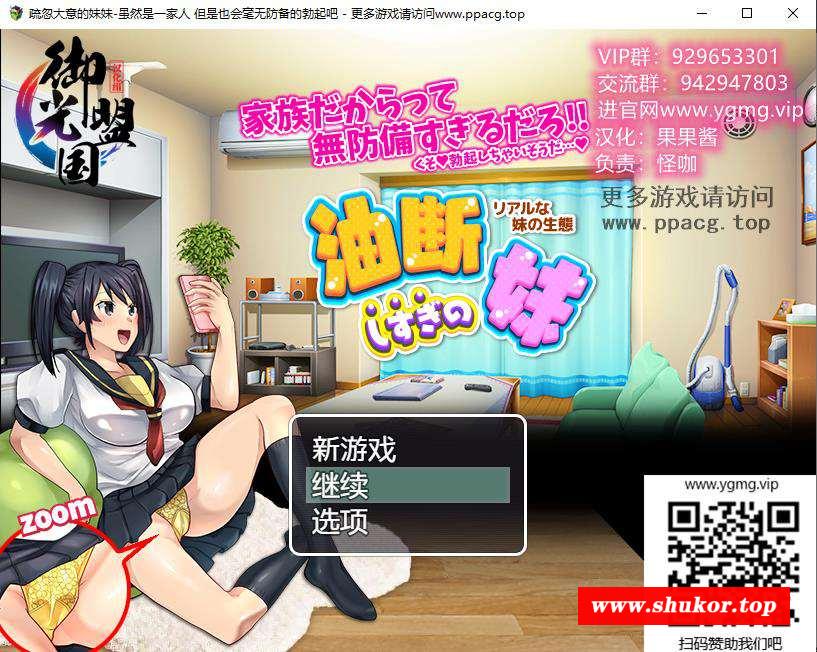 疏忽大意的妹妹-虽然是一家人 但是也会毫无防备的勃起吧 - 更多游戏请访问www.ppacg.top
御光盟国
汉化组
VIP群：929653301
交流群：942947803
进官网www.ygmg.vip
汉化：果果酱
负责：怪咖
更多游戏请访问
www.ppacg.top
家族だからって
無防備すぎるだろ!!
くそ♥勃起しちゃいそうだ…♥
リアルな
妹の生態
油断
しすぎの
妹
新游戏
继续
选项
zoom
www.ygmg.vip
www.shukor.top
扫码赞助我们吧